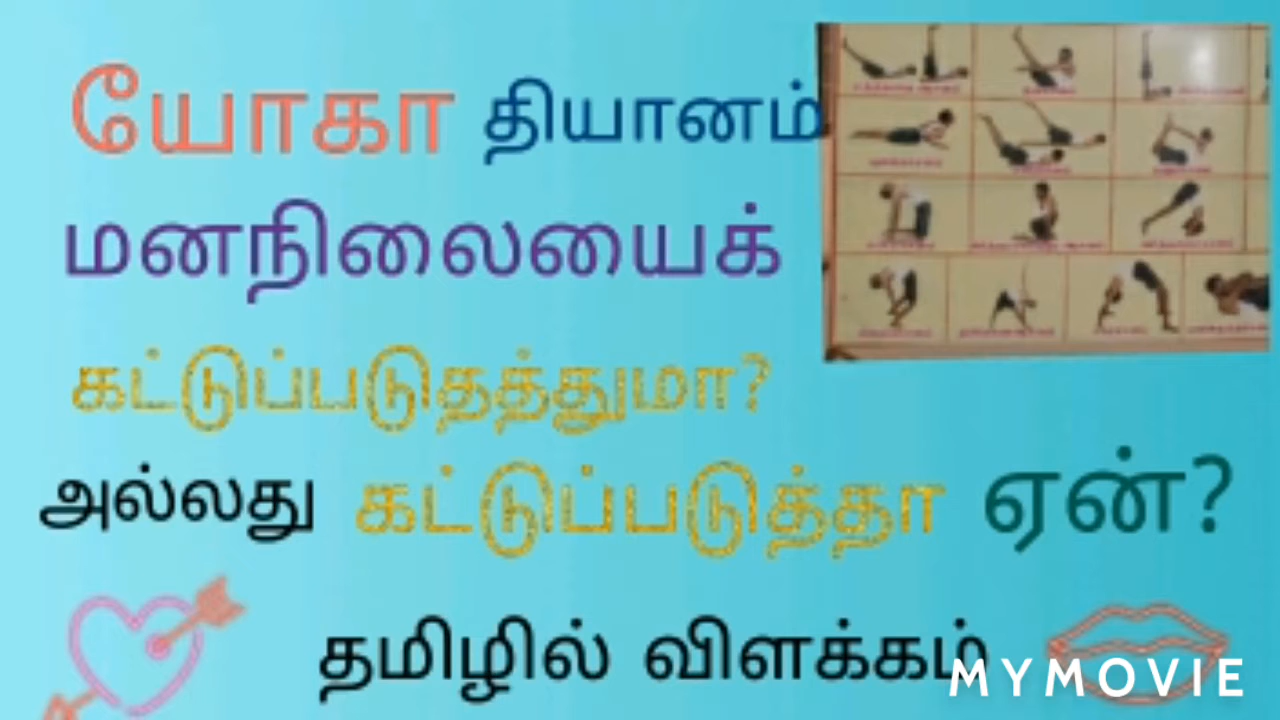 யோகா தியானம்
மனநிலையைக்
கட்டுப்படுதத்துமா?
அல்லது கட்டுப்படுத்தா ஏன்?
தமிழில் விளக்கம்
MYMOVIE